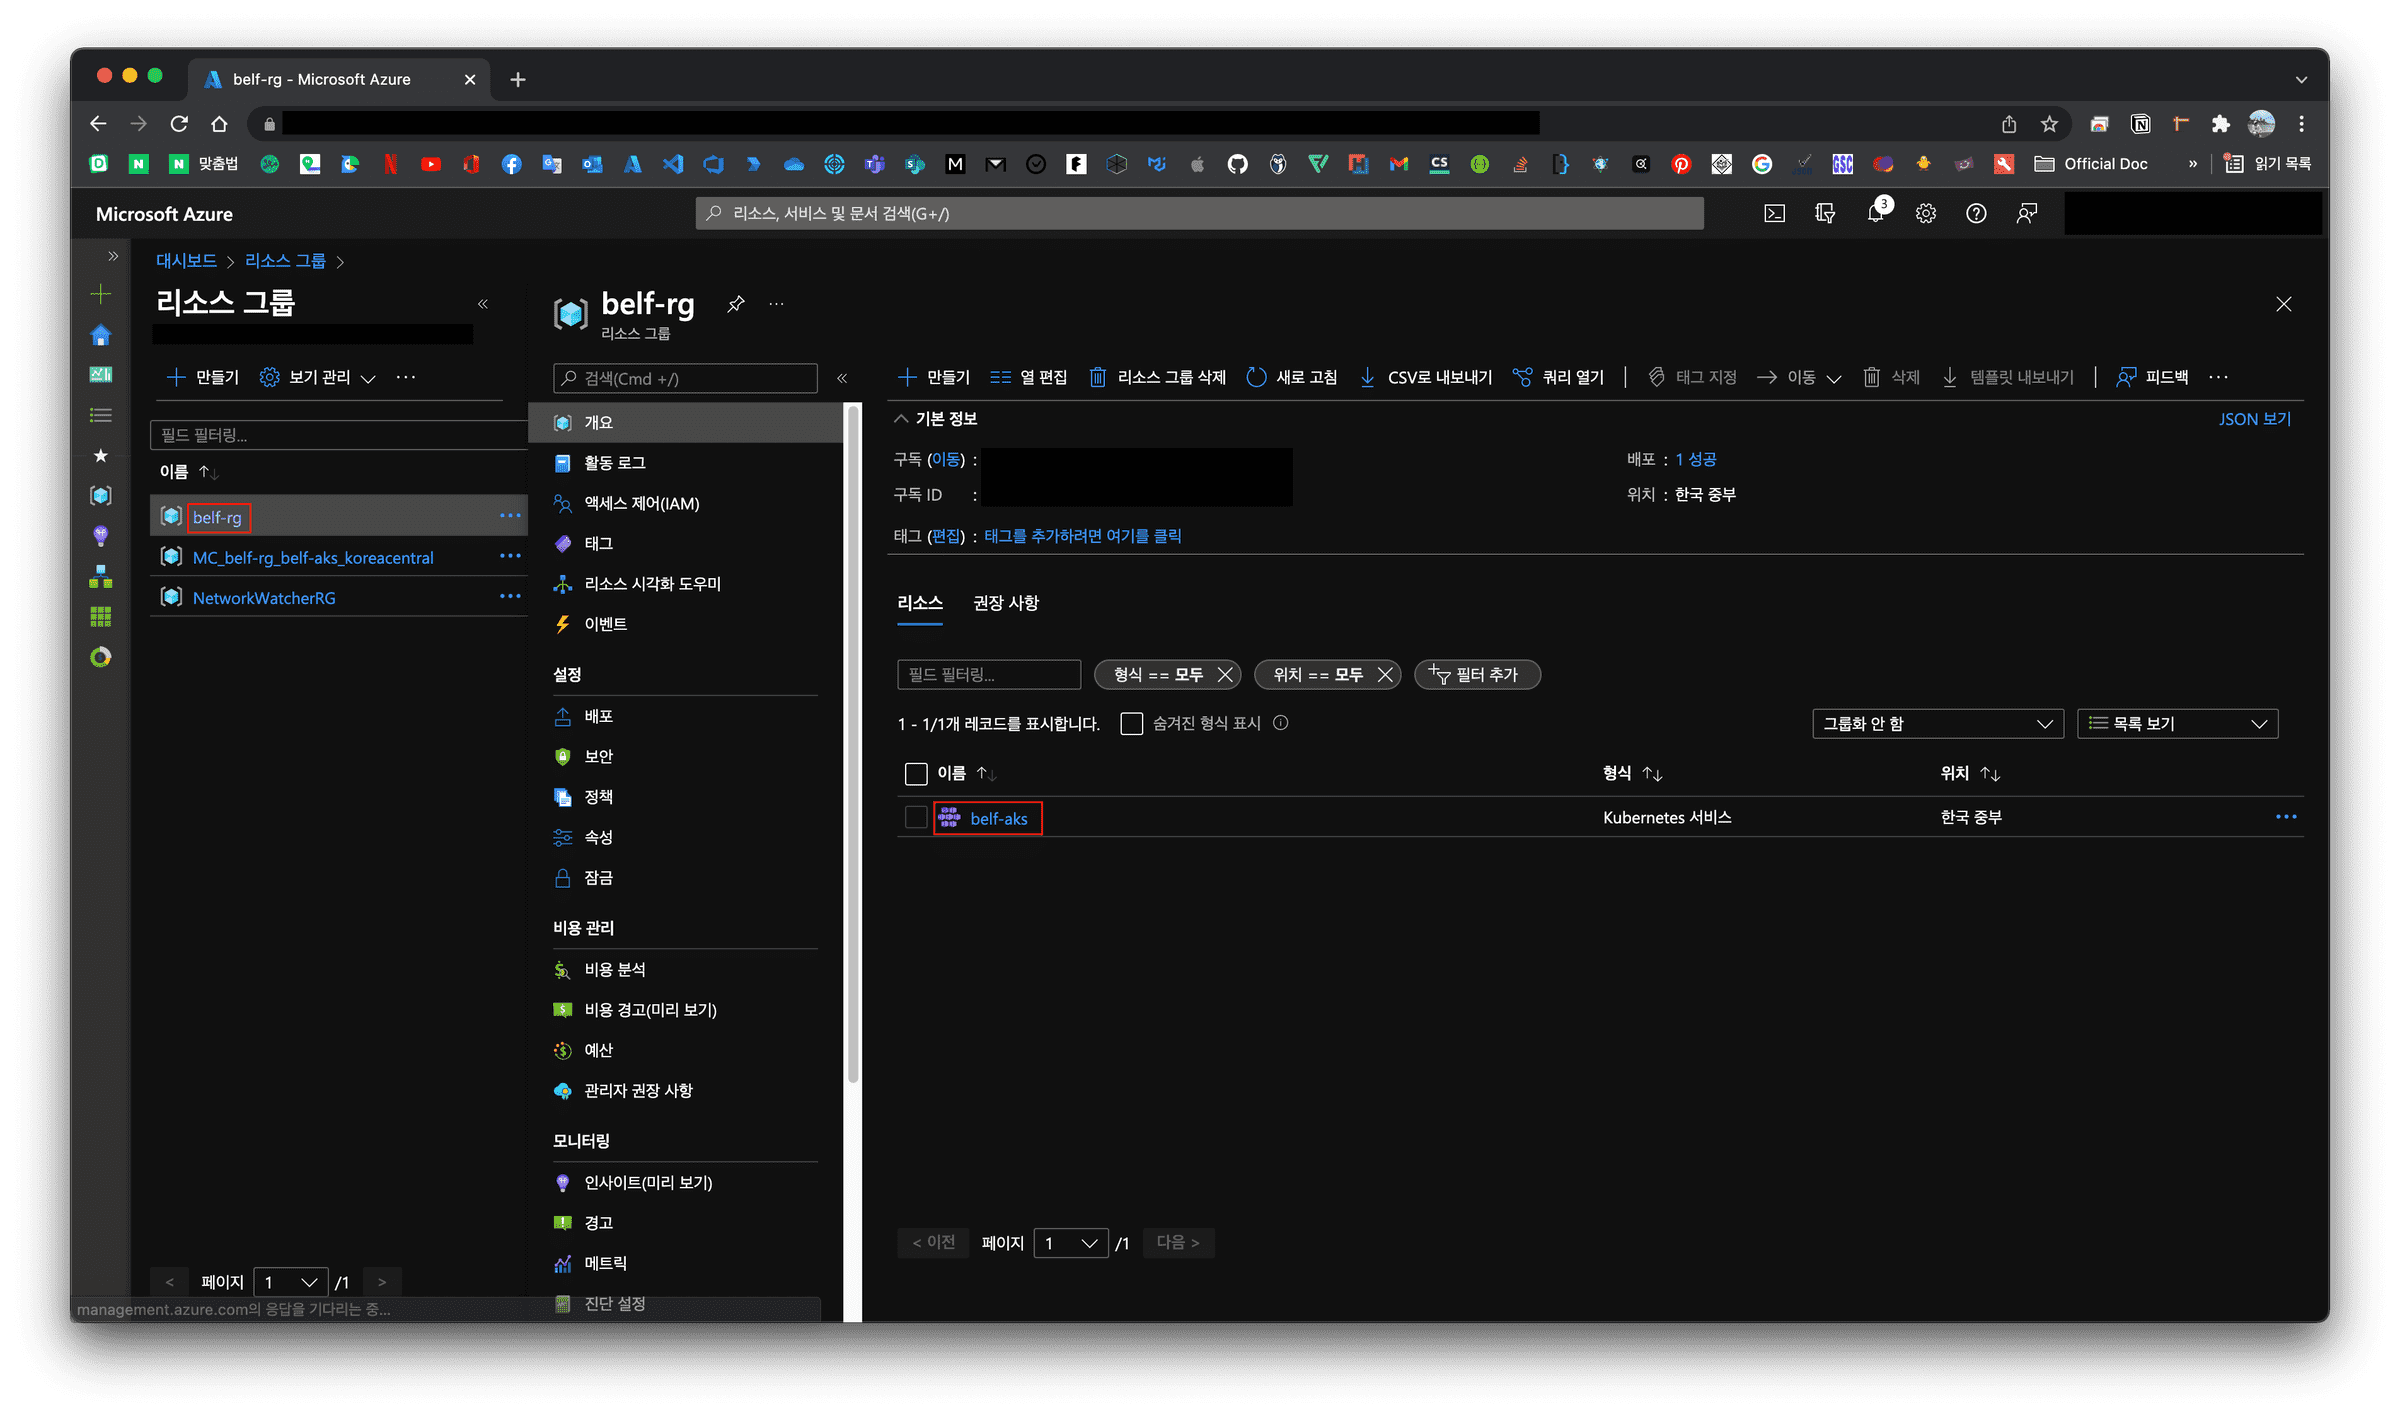 belf-rg - Microsoft Azure
맞춤법
Official Doc
»
읽기 목록
Microsoft Azure
리소스, 서비스 및 문서 검색(G+/)
3
대시보드 > 리소스 그룹 >
리소스 그룹
belf-rg
리소스 그룹
만들기
보기 관리
필드 필터링...
이름
belf-rg
MC_belf-rg_belf-aks_koreacentral
NetworkWatcherRG
< 페이지 1 /1 >
management.azure.com의 응답을 기다리는 중...
검색(Cmd +/)
개요
활동 로그
액세스 제어(IAM)
태그
리소스 시각화 도우미
이벤트
설정
배포
보안
정책
속성
잠금
비용 관리
비용 분석
비용 경고(미리 보기)
예산
관리자 권장 사항
모니터링
인사이트(미리 보기)
경고
메트릭
진단 설정
만들기 열 편집 리소스 그룹 삭제 새로 고침 CSV로 내보내기 쿼리 열기 태그 지정 이동 삭제 템플릿 내보내기 피드백
기본 정보
JSON 보기
구독 (이동) :
배포 : 1 성공
구독 ID :
위치 : 한국 중부
태그 (편집) : 태그를 추가하려면 여기를 클릭
리소스 권장 사항
필드 필터링... 형식 == 모두 위치 == 모두 필터 추가
1 - 1/1개 레코드를 표시합니다. 숨겨진 형식 표시
그룹화 안 함 목록 보기
이름 형식 위치
belf-aks Kubernetes 서비스 한국 중부
< 이전 페이지 1 /1 다음 >